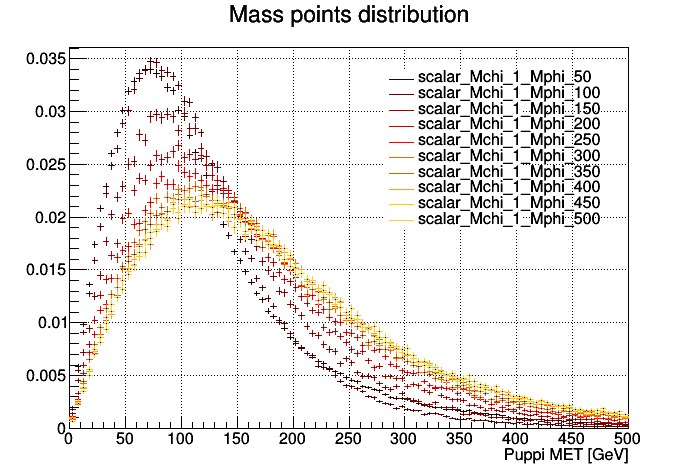 Mass points distribution
0.035
0.03
0.025
0.02
0.015
0.01
0.005
0
scalar_Mchi_1_Mphi_50
scalar_Mchi_1_Mphi_100
scalar_Mchi_1_Mphi_150
scalar_Mchi_1_Mphi_200
scalar_Mchi_1_Mphi_250
scalar_Mchi_1_Mphi_300
scalar_Mchi_1_Mphi_350
scalar_Mchi_1_Mphi_400
scalar_Mchi_1_Mphi_450
scalar_Mchi_1_Mphi_500
0 50 100 150 200 250 300 350 400 450 500
Puppi MET [GeV]